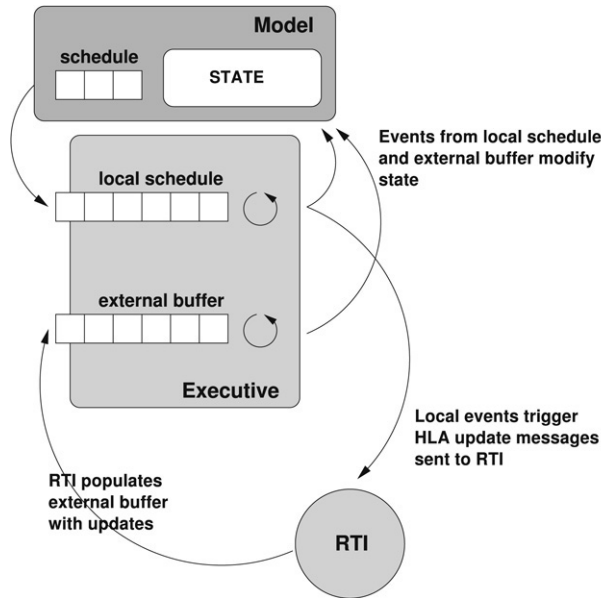 Model
schedule
STATE
Events from local schedule
and external buffer modify
state
local schedule
external buffer
Executive
Local events trigger
HLA update messages
sent to RTI
RTI populates
external buffer
with updates
RTI